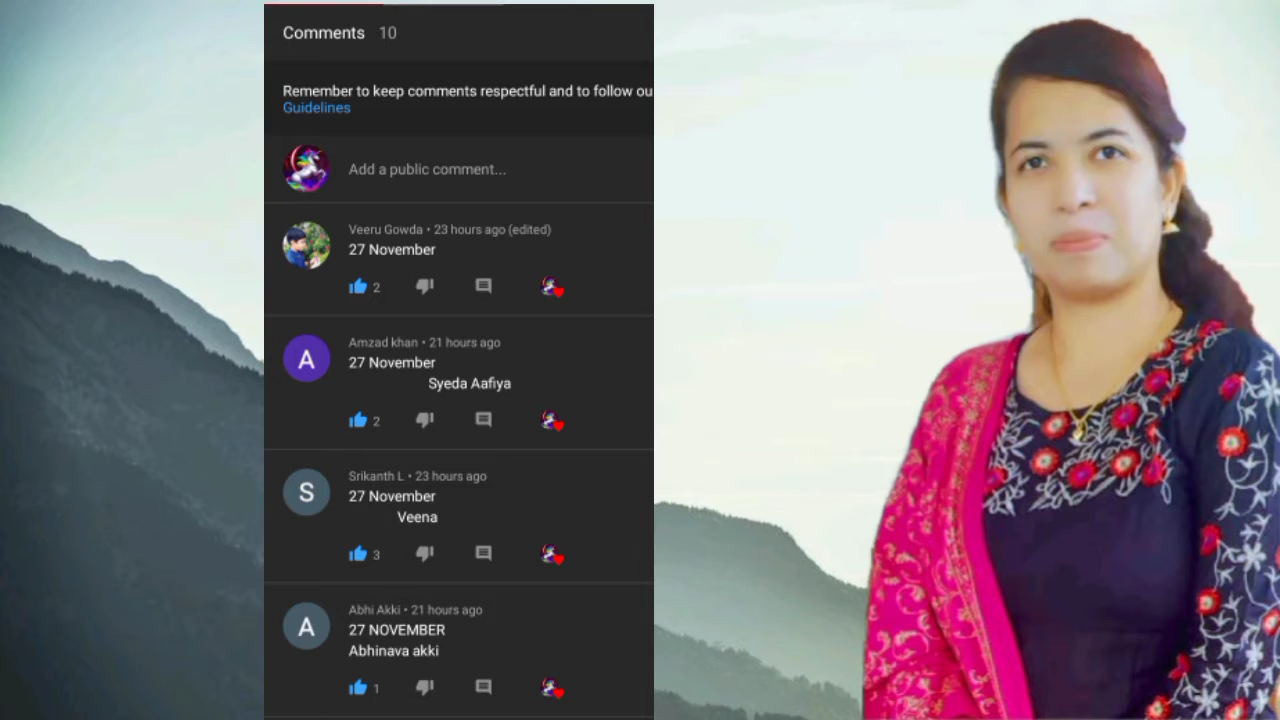 Comments 10
Remember to keep comments respectful and to follow ou
Guidelines
Add a public comment...
Veeru Gowda • 23 hours ago (edited)
27 November
2
A
Amzad khan • 21 hours ago
27 November
Syeda Aafiya
2
S
Srikanth L • 23 hours ago
27 November
Veena
3
A
Abhi Akki • 21 hours ago
27 NOVEMBER
Abhinava akki
1